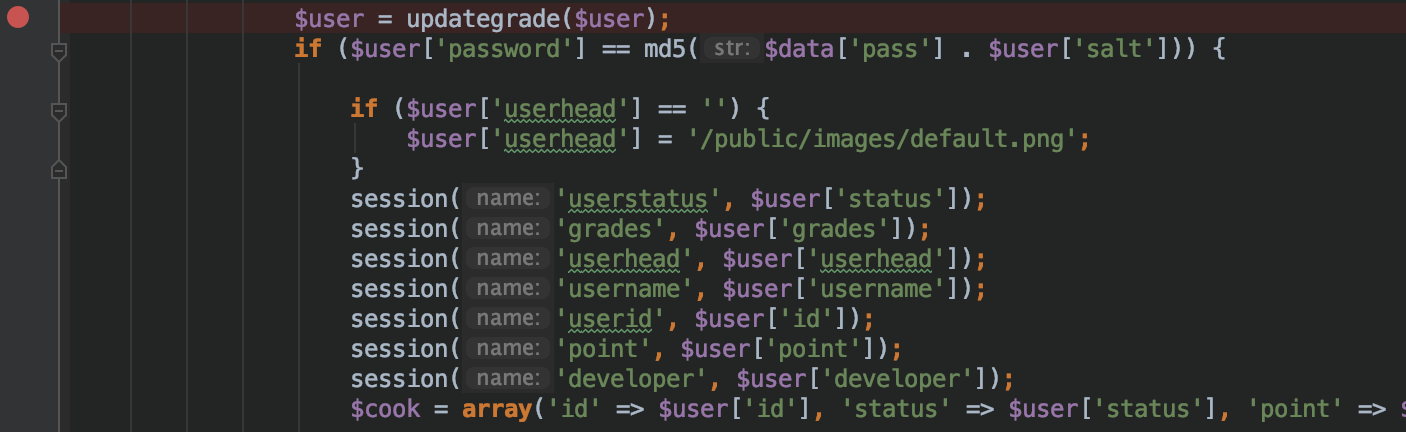 $user = updategrade($user);
if ($user['password'] == md5( str: $data['pass'] . $user['salt'])) {
if ($user['userhead'] == '') {
$user['userhead'] = '/public/images/default.png';
}
session( name: 'userstatus', $user['status']);
session( name: 'grades', $user['grades']);
session( name: 'userhead', $user['userhead']);
session( name: 'username', $user['username']);
session( name: 'userid', $user['id']);
session( name: 'point', $user['point']);
session( name: 'developer', $user['developer']);
$cook = array('id' => $user['id'], 'status' => $user['status'], 'point' => $